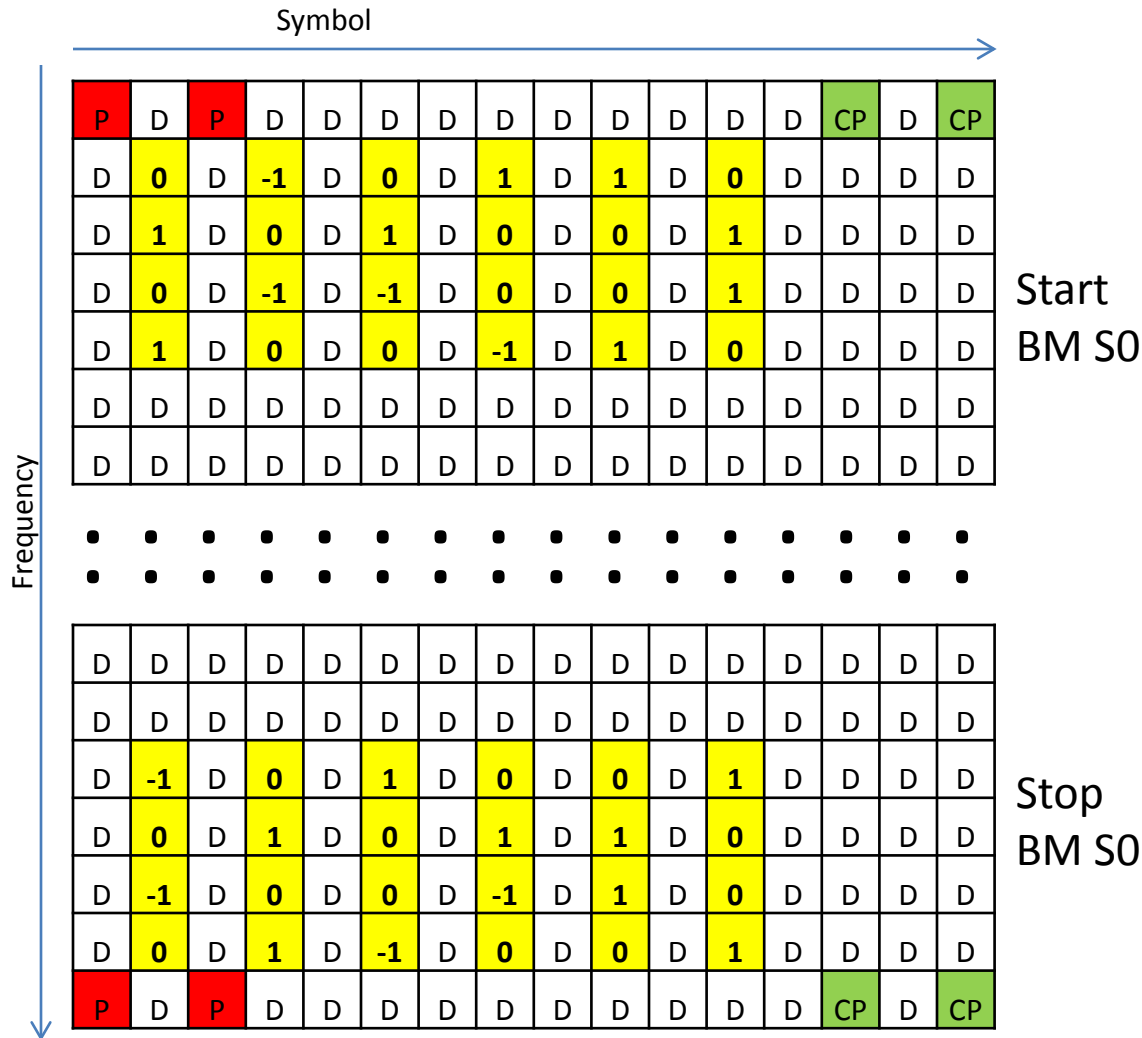 Symbol
P D P D D D D D D D D D D CP D CP
D 0 D -1 D 0 D 1 D 1 D 0 D D D D
D 1 D 0 D 1 D 0 D 0 D 1 D D D D
D 0 D -1 D -1 D 0 D 0 D 1 D D D D
D 1 D 0 D 0 D -1 D 1 D 0 D D D D
D D D D D D D D D D D D D D D D
D D D D D D D D D D D D D D D D
Start
BM S0
Frequency
D D D D D D D D D D D D D D D D
D D D D D D D D D D D D D D D D
D -1 D 0 D 1 D 0 D 0 D 1 D D D D
D 0 D 1 D 0 D 1 D 1 D 0 D D D D
D -1 D 0 D 0 D -1 D 1 D 0 D D D D
D 0 D 1 D -1 D 0 D 0 D 1 D D D D
P D P D D D D D D D D D D CP D CP
Stop
BM S0